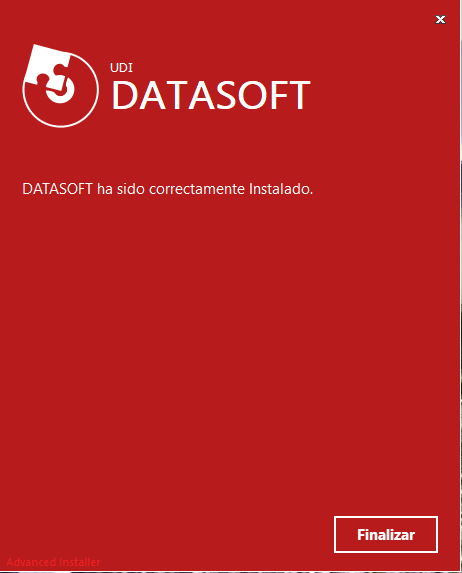 UDI
DATASOFT
DATASOFT ha sido correctamente Instalado.
Finalizar
Advanced Installer